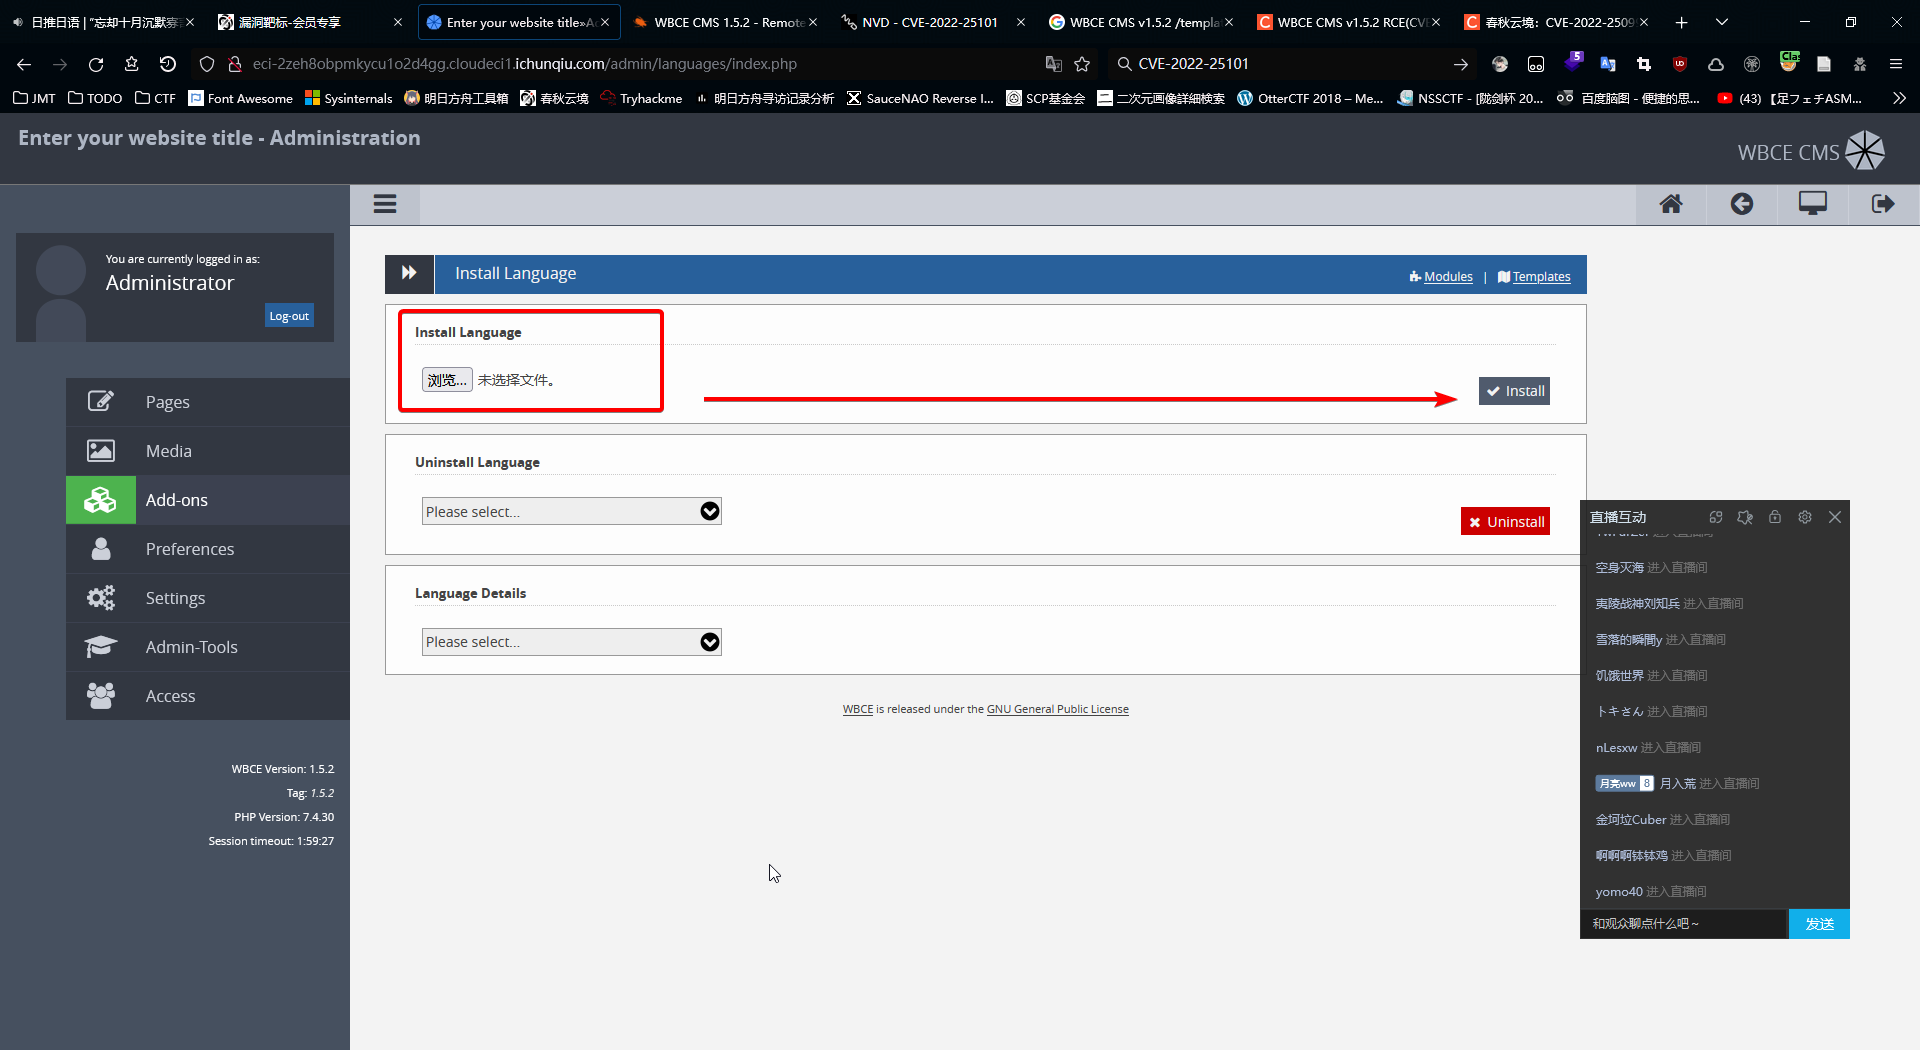 日推日语 | "忘却十月沉默雰
漏洞靶标-会员专享
Enter your website title»Ad
WBCE CMS 1.5.2 - Remote
NVD - CVE-2022-25101
WBCE CMS v1.5.2 /templa
WBCE CMS v1.5.2 RCE(CVE
春秋云境：CVE-2022-2509
eci-2zeh8obpmkycu1o2d4gg.cloudeci1.ichunqiu.com/admin/languages/index.php
CVE-2022-25101
5
JMT
TODO
CTF
Font Awesome
Sysinternals
明日方舟工具箱
春秋云境
Tryhackme
明日方舟寻访记录分析
SauceNAO Reverse I...
SCP基金会
二次元画像詳細検索
OtterCTF 2018 – Me...
NSSCTF - [陇剑杯 20...
百度脑图 - 便捷的思...
(43) 【足フェチASM...
Enter your website title - Administration
WBCE CMS
You are currently logged in as:
Administrator
Log-out
Pages
Media
Add-ons
Preferences
Settings
Admin-Tools
Access
WBCE Version: 1.5.2
Tag: 1.5.2
PHP Version: 7.4.30
Session timeout: 1:59:27
Install Language
Modules | Templates
Install Language
浏览... 未选择文件。
Install
Uninstall Language
Please select...
Uninstall
Language Details
Please select...
WBCE is released under the GNU General Public License
直播互动
空身灭海 进入直播间
夷陵战神刘知兵 进入直播间
雪落的瞬間y 进入直播间
饥饿世界 进入直播间
トキさん 进入直播间
nLesxw 进入直播间
月亮ww 8 月入荒 进入直播间
金坷垃Cuber 进入直播间
啊啊啊钵钵鸡 进入直播间
yomo40 进入直播间
和观众聊点什么吧～
发送